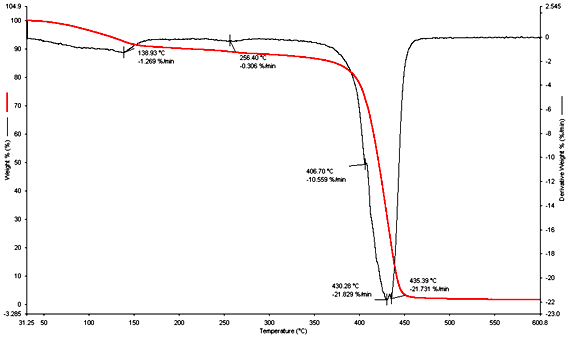 104.9
100
90
80
70
60
50
40
30
20
10
0
-3.285
Weight % (%)
138.93 °C
-1.269 %/min
256.40 °C
-0.306 %/min
406.70 °C
-10.559 %/min
430.28 °C
-21.829 %/min
435.39 °C
-21.731 %/min
2.545
0
-2
-4
-6
-8
-10
-12
-14
-16
-18
-20
-22
-23.0
Derivative Weight % (%/min)
31.25 50 100 150 200 250 300 350 400 450 500 550 600.8
Temperature (°C)